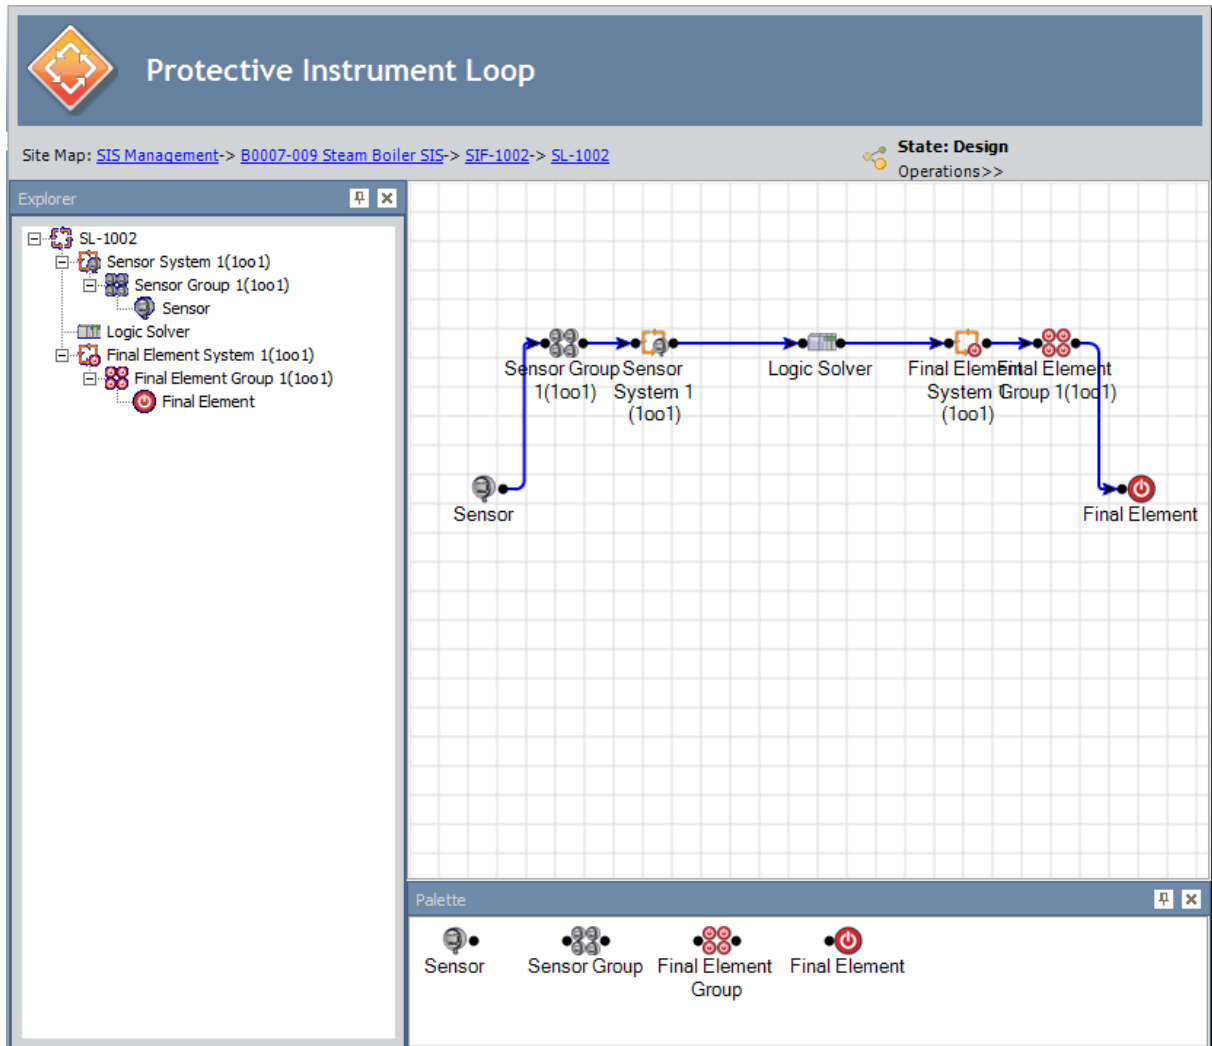 Protective Instrument Loop
Site Map: SIS Management-> B0007-009 Steam Boiler SIS-> SIF-1002-> SL-1002
State: Design
Operations>>
Explorer
SL-1002
Sensor System 1(1oo1)
Sensor Group 1(1oo1)
Sensor
Logic Solver
Final Element System 1(1oo1)
Final Element Group 1(1oo1)
Final Element
Sensor Group
1(1oo1)
Sensor
System 1
(1oo1)
Logic Solver
Final Element
System 1
(1oo1)
Final Element
Group 1(1oo1)
Sensor
Final Element
Palette
Sensor
Sensor Group
Final Element
Group
Final Element